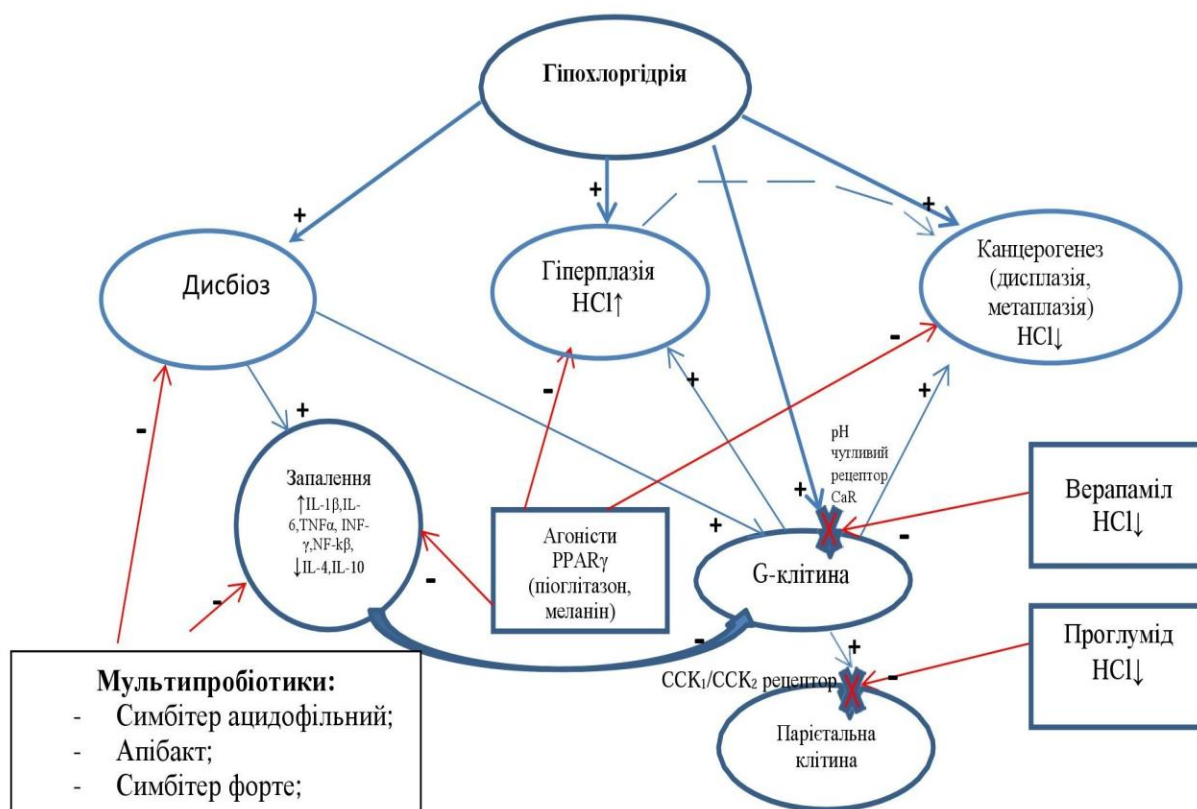 Гіпохлоргідрія
+
+
+
Дисбіоз
Гіперплазія
HCl↑
Канцерогенез
(дисплазія,
метаплазія)
HCl↓
-
-
-
+
+
+
Запалення
↑IL-1β,IL-
6,TNFα, INF-
γ,NF-kβ,
↓IL-4,IL-10
pH
чутливий
рецептор
CaR
+
+
-
Агоністи
PPARγ
(піоглітазон,
меланін)
G-клітина
Верапаміл
HCl↓
-
-
-
+
-
Проглумід
HCl↓
CCK₁/CCK₂ рецептор
Парієтальна
клітина
Мультипробіотики:
- Симбітер ацидофільний;
- Апібакт;
- Симбітер форте;